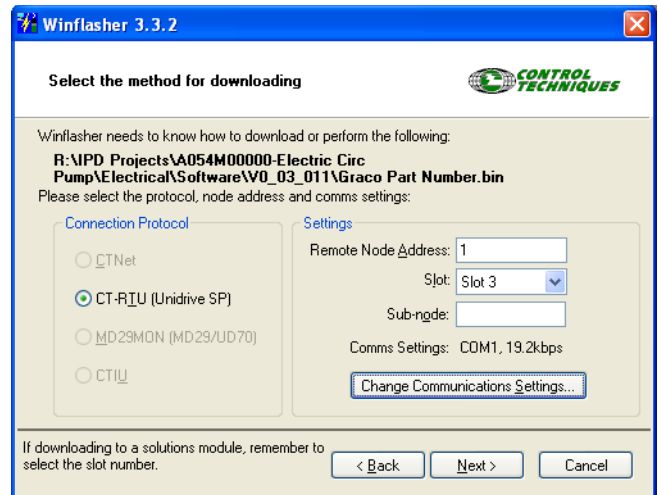 Winflasher 3.3.2
Select the method for downloading
CONTROL
TECHNIQUES
Winflasher needs to know how to download or perform the following:
R:\IPD Projects\A054M00000-Electric Circ
Pump\Electrical\Software\V0_03_011\Graco Part Number.bin
Please select the protocol, node address and comms settings:
Connection Protocol
CTNet
CT-RTU (Unidrive SP)
MD29MON (MD29/UD70)
CTIU
Settings
Remote Node Address: 1
Slot: Slot 3
Sub-node:
Comms Settings: COM1, 19.2kbps
Change Communications Settings...
If downloading to a solutions module, remember to
select the slot number.
< Back Next > Cancel